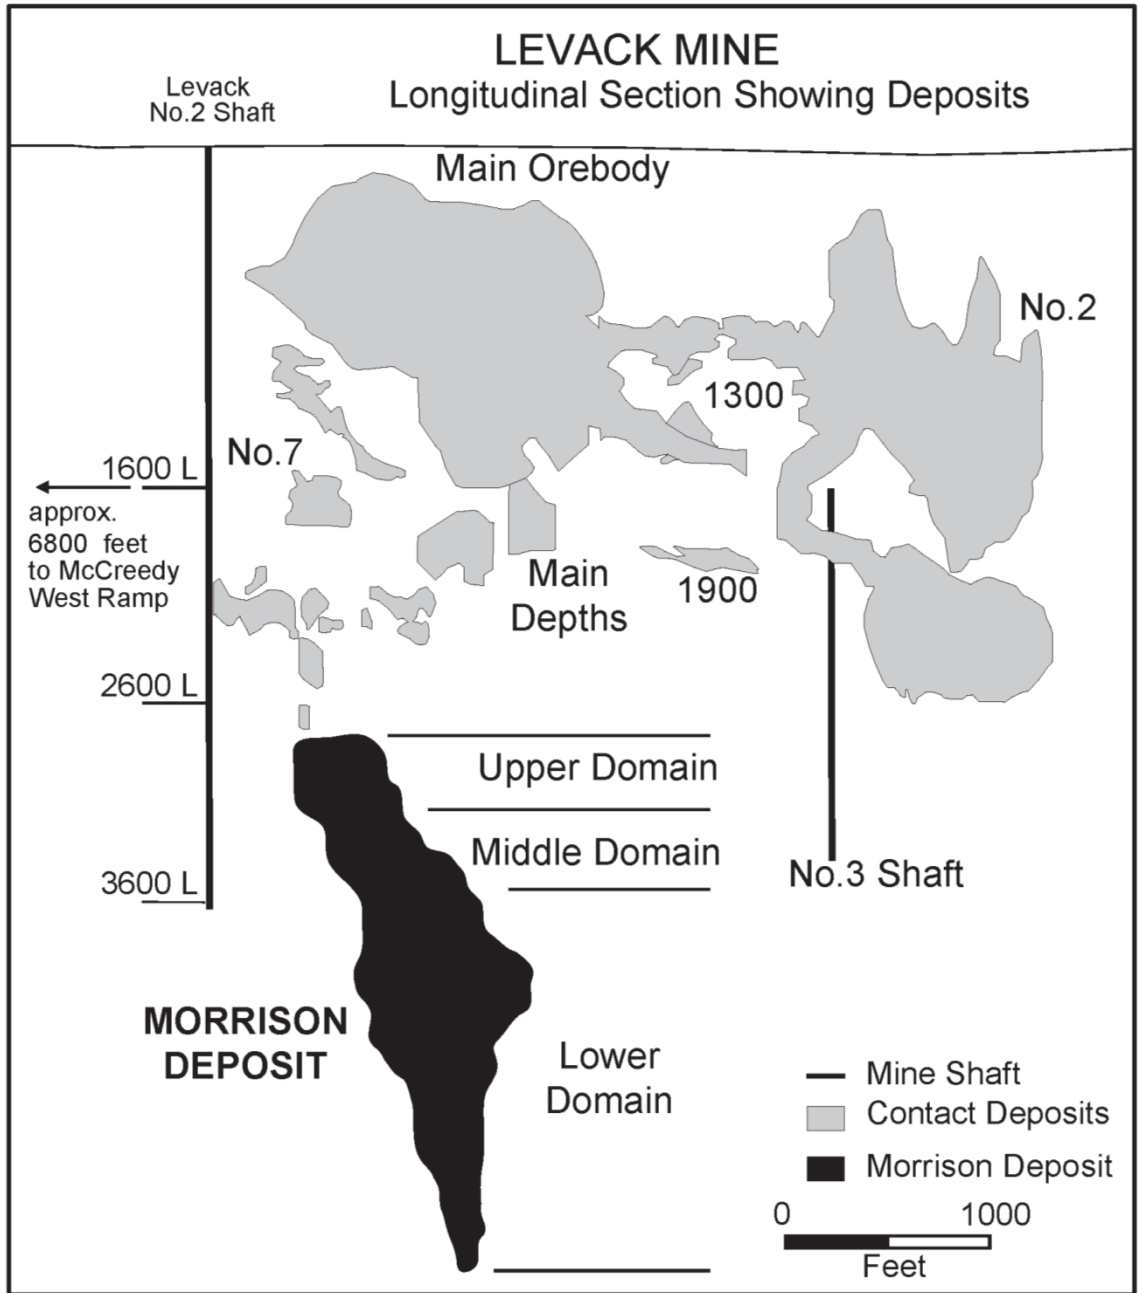 LEVACK MINE
Longitudinal Section Showing Deposits
Levack
No.2 Shaft
Main Orebody
No.2
1300
No.7
1600 L
approx.
6800 feet
to McCreedy
West Ramp
Main
Depths
1900
2600 L
Upper Domain
Middle Domain
3600 L
No.3 Shaft
MORRISON
DEPOSIT
Lower
Domain
Mine Shaft
Contact Deposits
Morrison Deposit
0 1000
Feet